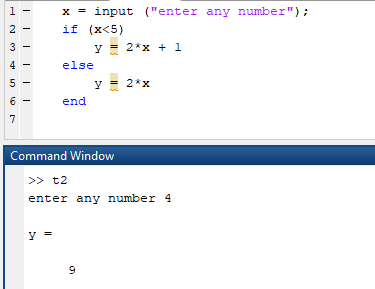 1 – x = input ("enter any number");
2 – if (x<5)
3 – y = 2*x + 1
4 – else
5 – y = 2*x
6 – end
7
Command Window
>> t2
enter any number 4
y =
9